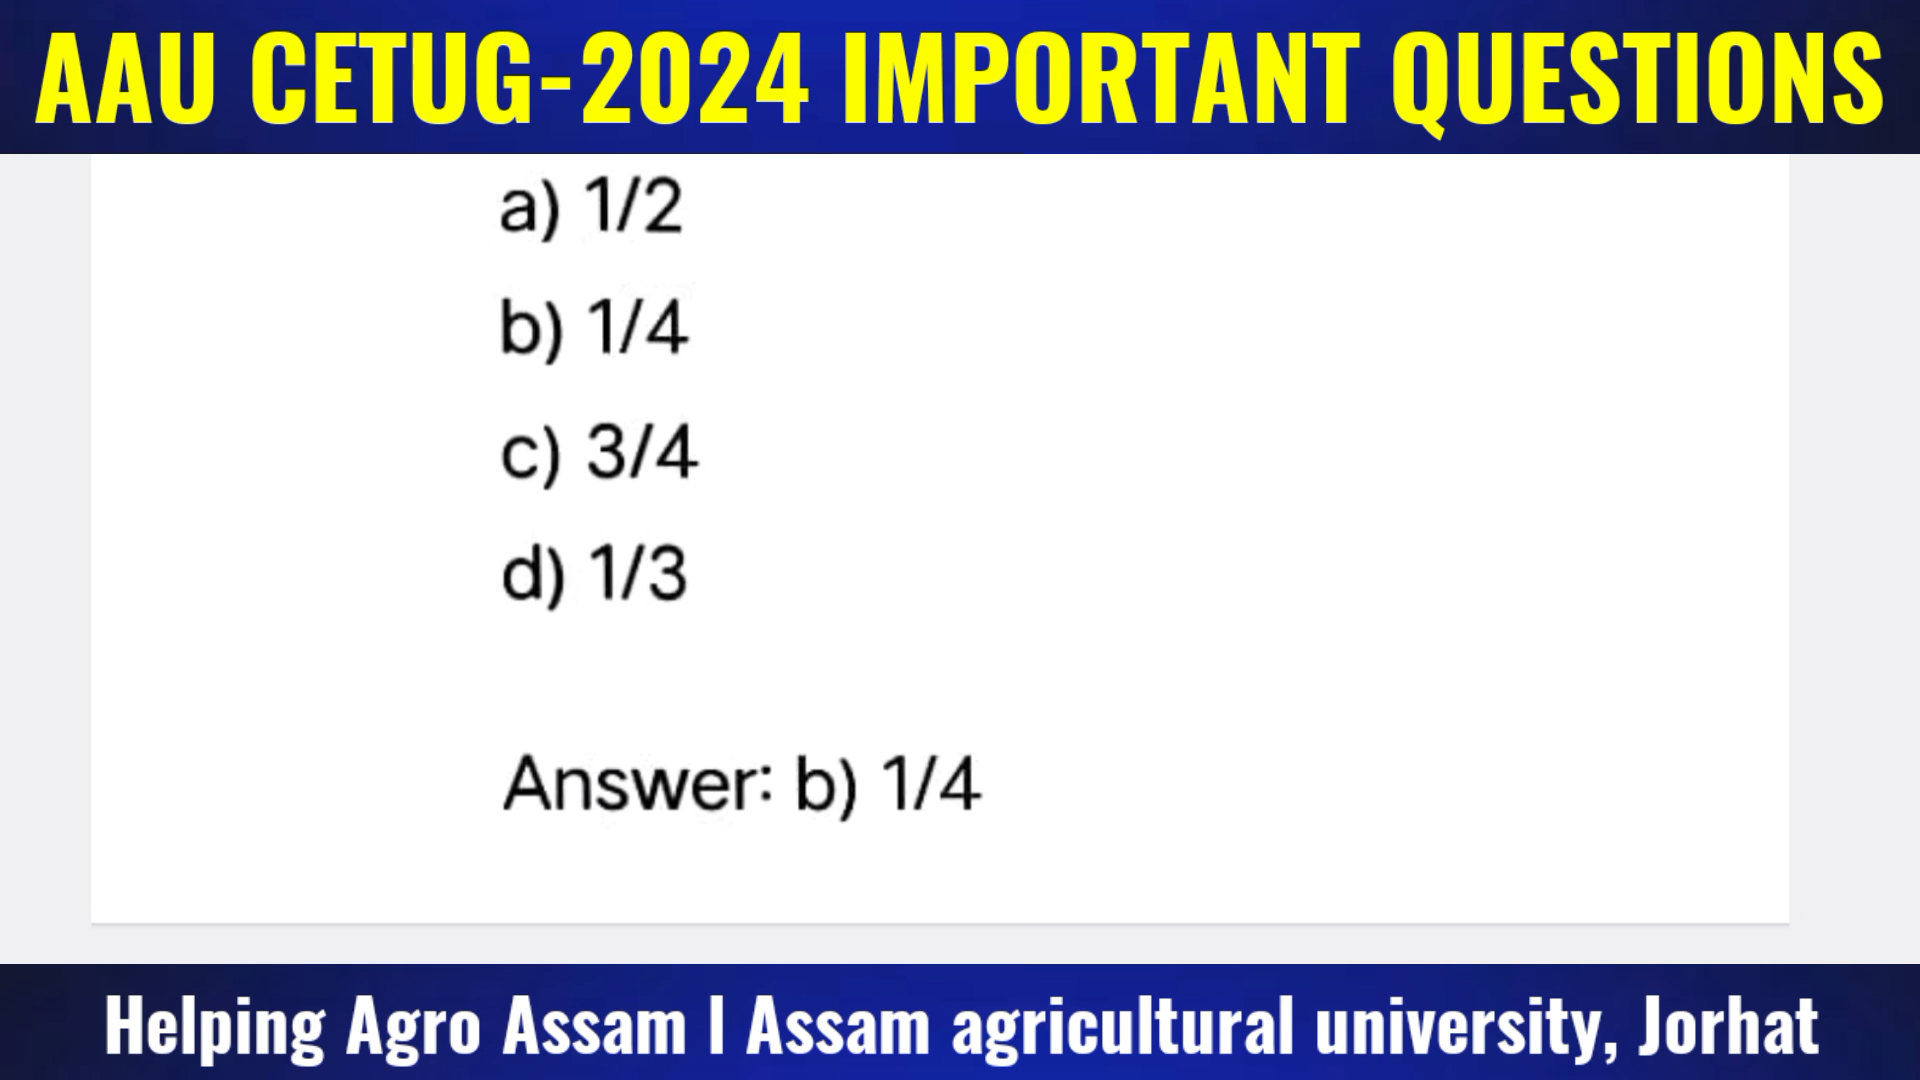 AAU CETUG-2024 IMPORTANT QUESTIONS
a) 1/2
b) 1/4
c) 3/4
d) 1/3
Answer: b) 1/4
Helping Agro Assam | Assam agricultural university, Jorhat